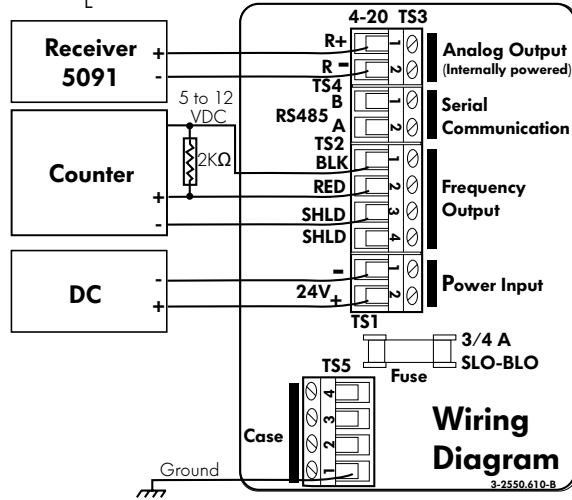 L
4-20 TS3
Receiver
5091
+
-
R+
R -
1
2
Analog Output
(Internally powered)
TS4
B
RS485
A
1
2
Serial
Communication
5 to 12
VDC
2KΩ
Counter
+
-
TS2
BLK
RED
SHLD
SHLD
1
2
3
4
Frequency
Output
DC
-
+
-
24V +
1
2
Power Input
TS1
3/4 A
SLO-BLO
Fuse
TS5
4
3
2
1
Case
Ground
Wiring
Diagram
3-2550.610-B